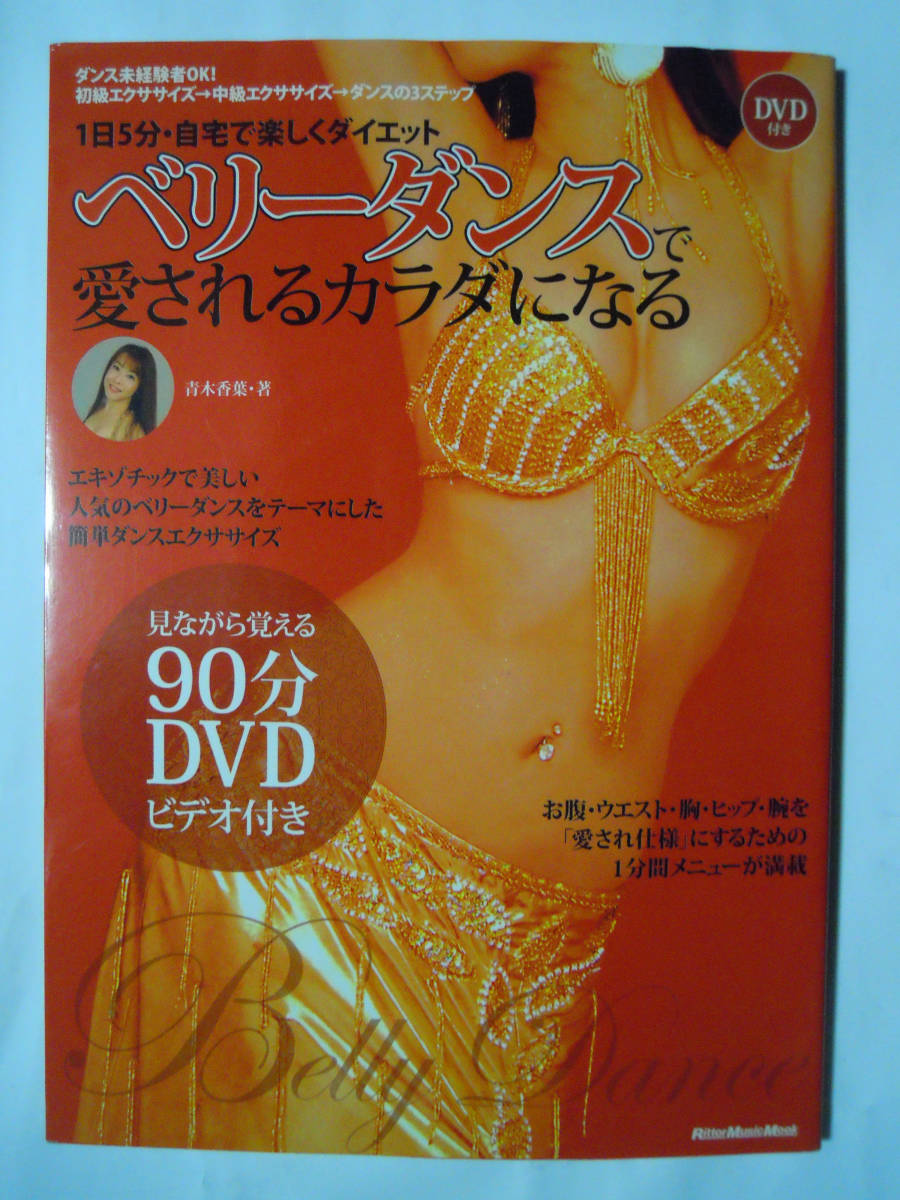 ダンス未経験者OK!
初級エクササイズ→中級エクササイズ→ダンスの3ステップ
DVD
付き
1日5分・自宅で楽しくダイエット
ベリーダンスで
愛されるカラダになる
青木香葉・著
エキゾチックで美しい
人気のベリーダンスをテーマにした
簡単ダンスエクササイズ
見ながら覚える
90分
DVD
ビデオ付き
お腹・ウエスト・胸・ヒップ・腕を
「愛され仕様」にするための
1分間メニューが満載
Belly Dance
Rittor Music Mook